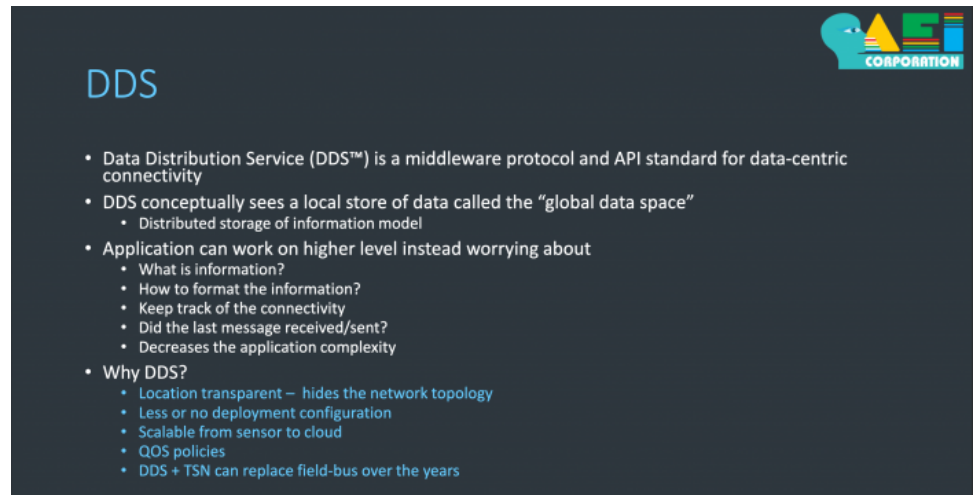 AEI
CORPORATION
DDS
• Data Distribution Service (DDS™) is a middleware protocol and API standard for data-centric
connectivity
• DDS conceptually sees a local store of data called the “global data space”
• Distributed storage of information model
• Application can work on higher level instead worrying about
• What is information?
• How to format the information?
• Keep track of the connectivity
• Did the last message received/sent?
• Decreases the application complexity
• Why DDS?
• Location transparent – hides the network topology
• Less or no deployment configuration
• Scalable from sensor to cloud
• QOS policies
• DDS + TSN can replace field-bus over the years